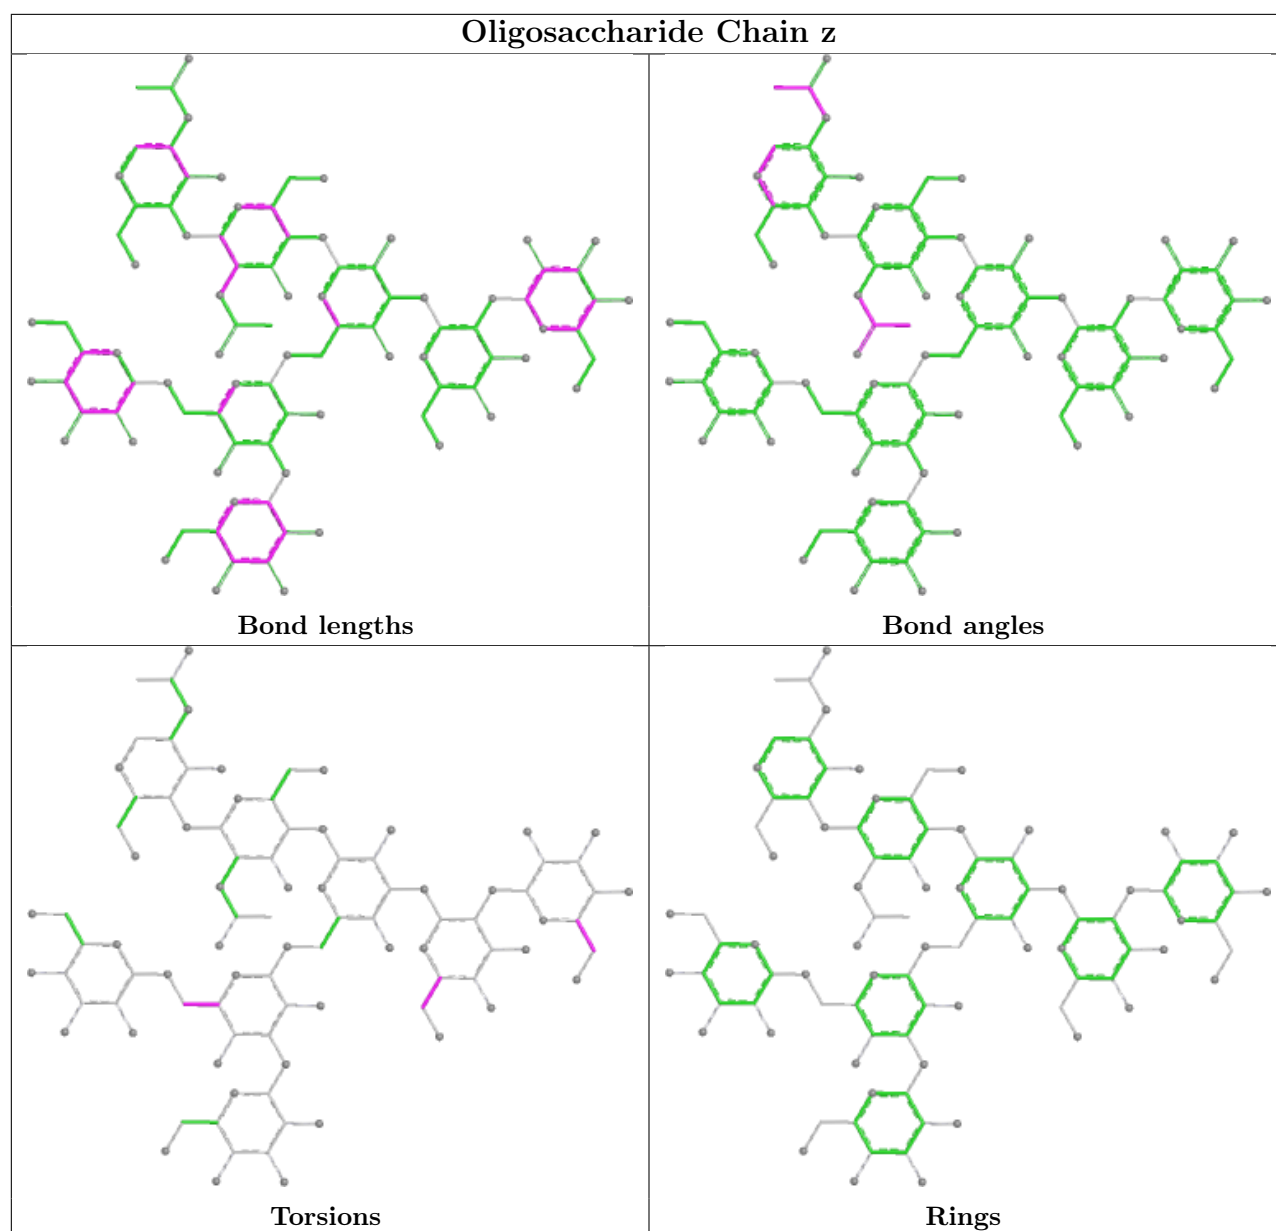 Oligosaccharide Chain z
Bond lengths
Bond angles
Torsions
Rings